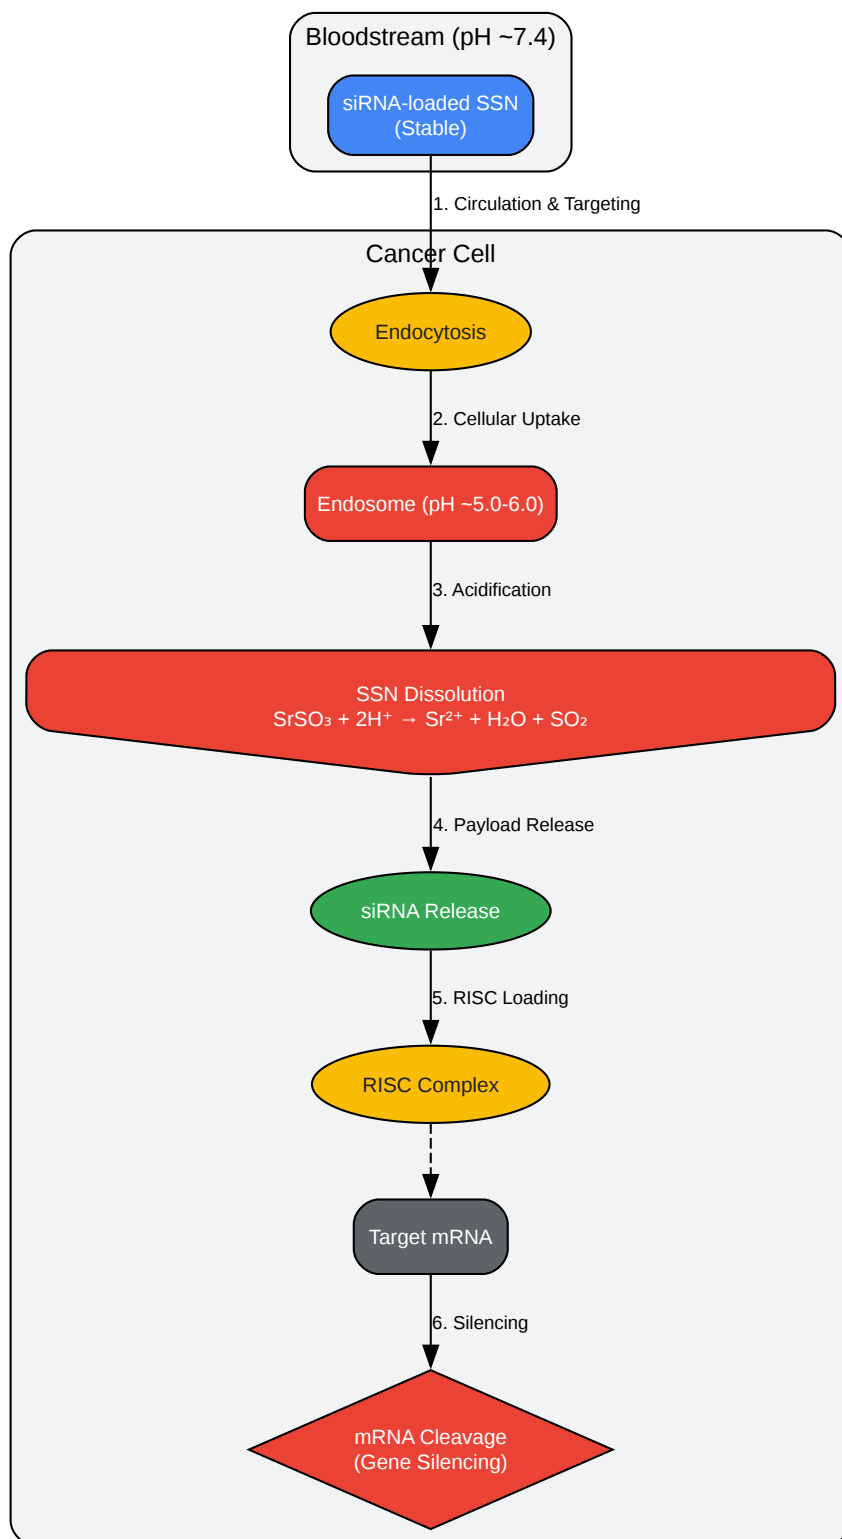 Bloodstream (pH ~7.4)
siRNA-loaded SSN
(Stable)
1. Circulation & Targeting
Cancer Cell
Endocytosis
2. Cellular Uptake
Endosome (pH ~5.0-6.0)
3. Acidification
SSN Dissolution
SrSO₃ + 2H⁺ → Sr²⁺ + H₂O + SO₂
4. Payload Release
siRNA Release
5. RISC Loading
RISC Complex
Target mRNA
6. Silencing
mRNA Cleavage
(Gene Silencing)